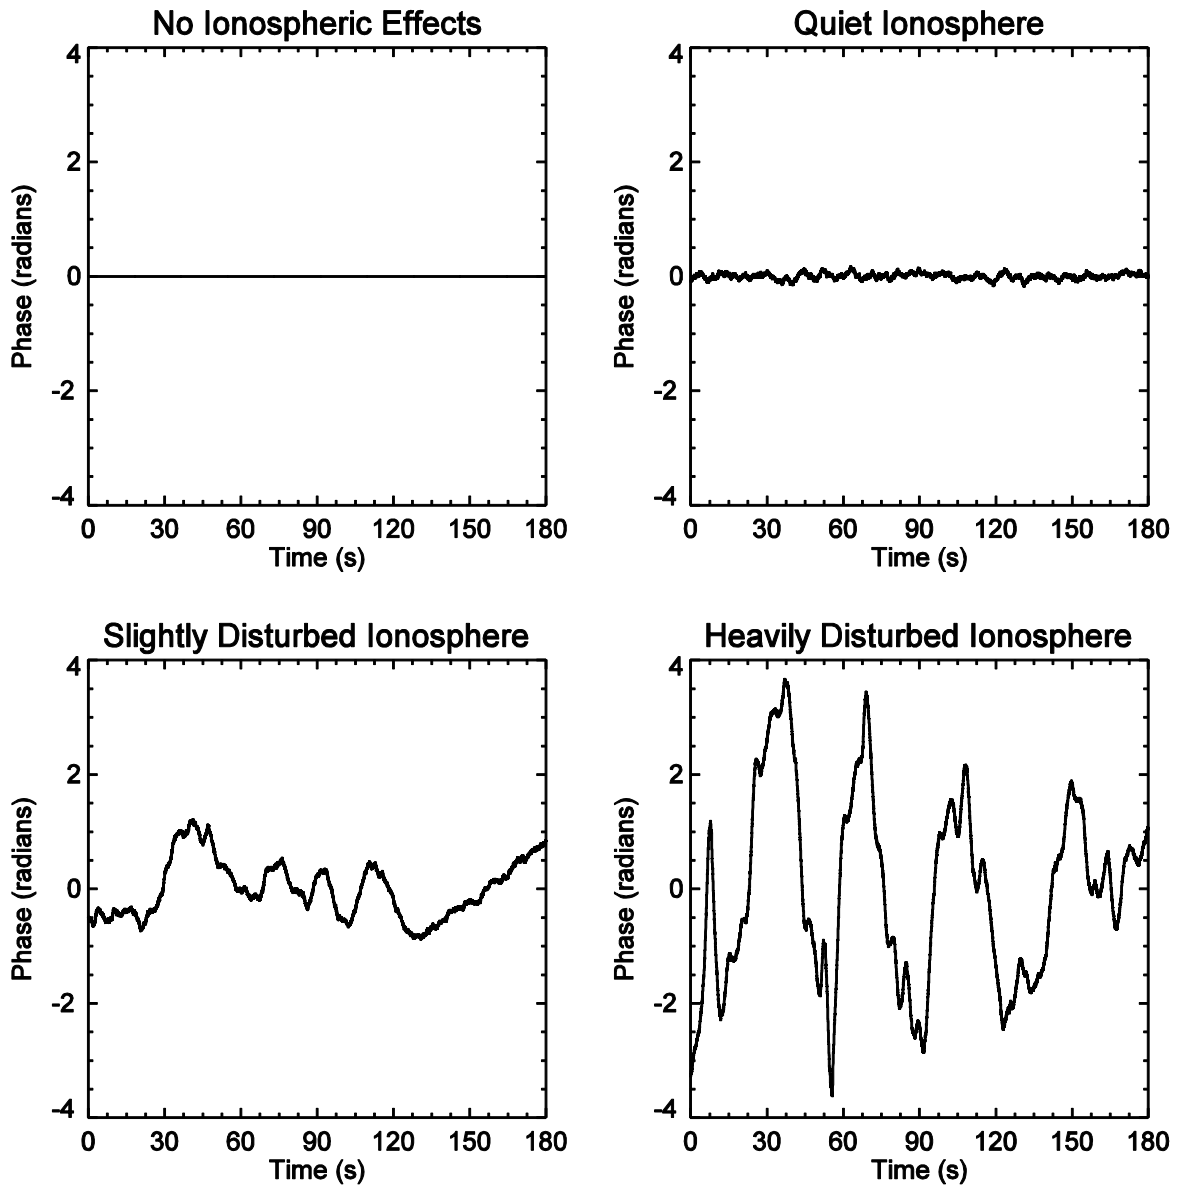 No Ionospheric Effects
4
2
0
-2
-4
Phase (radians)
0 30 60 90 120 150 180
Time (s)
Quiet Ionosphere
4
2
0
-2
-4
Phase (radians)
0 30 60 90 120 150 180
Time (s)
Slightly Disturbed Ionosphere
4
2
0
-2
-4
Phase (radians)
0 30 60 90 120 150 180
Time (s)
Heavily Disturbed Ionosphere
4
2
0
-2
-4
Phase (radians)
0 30 60 90 120 150 180
Time (s)